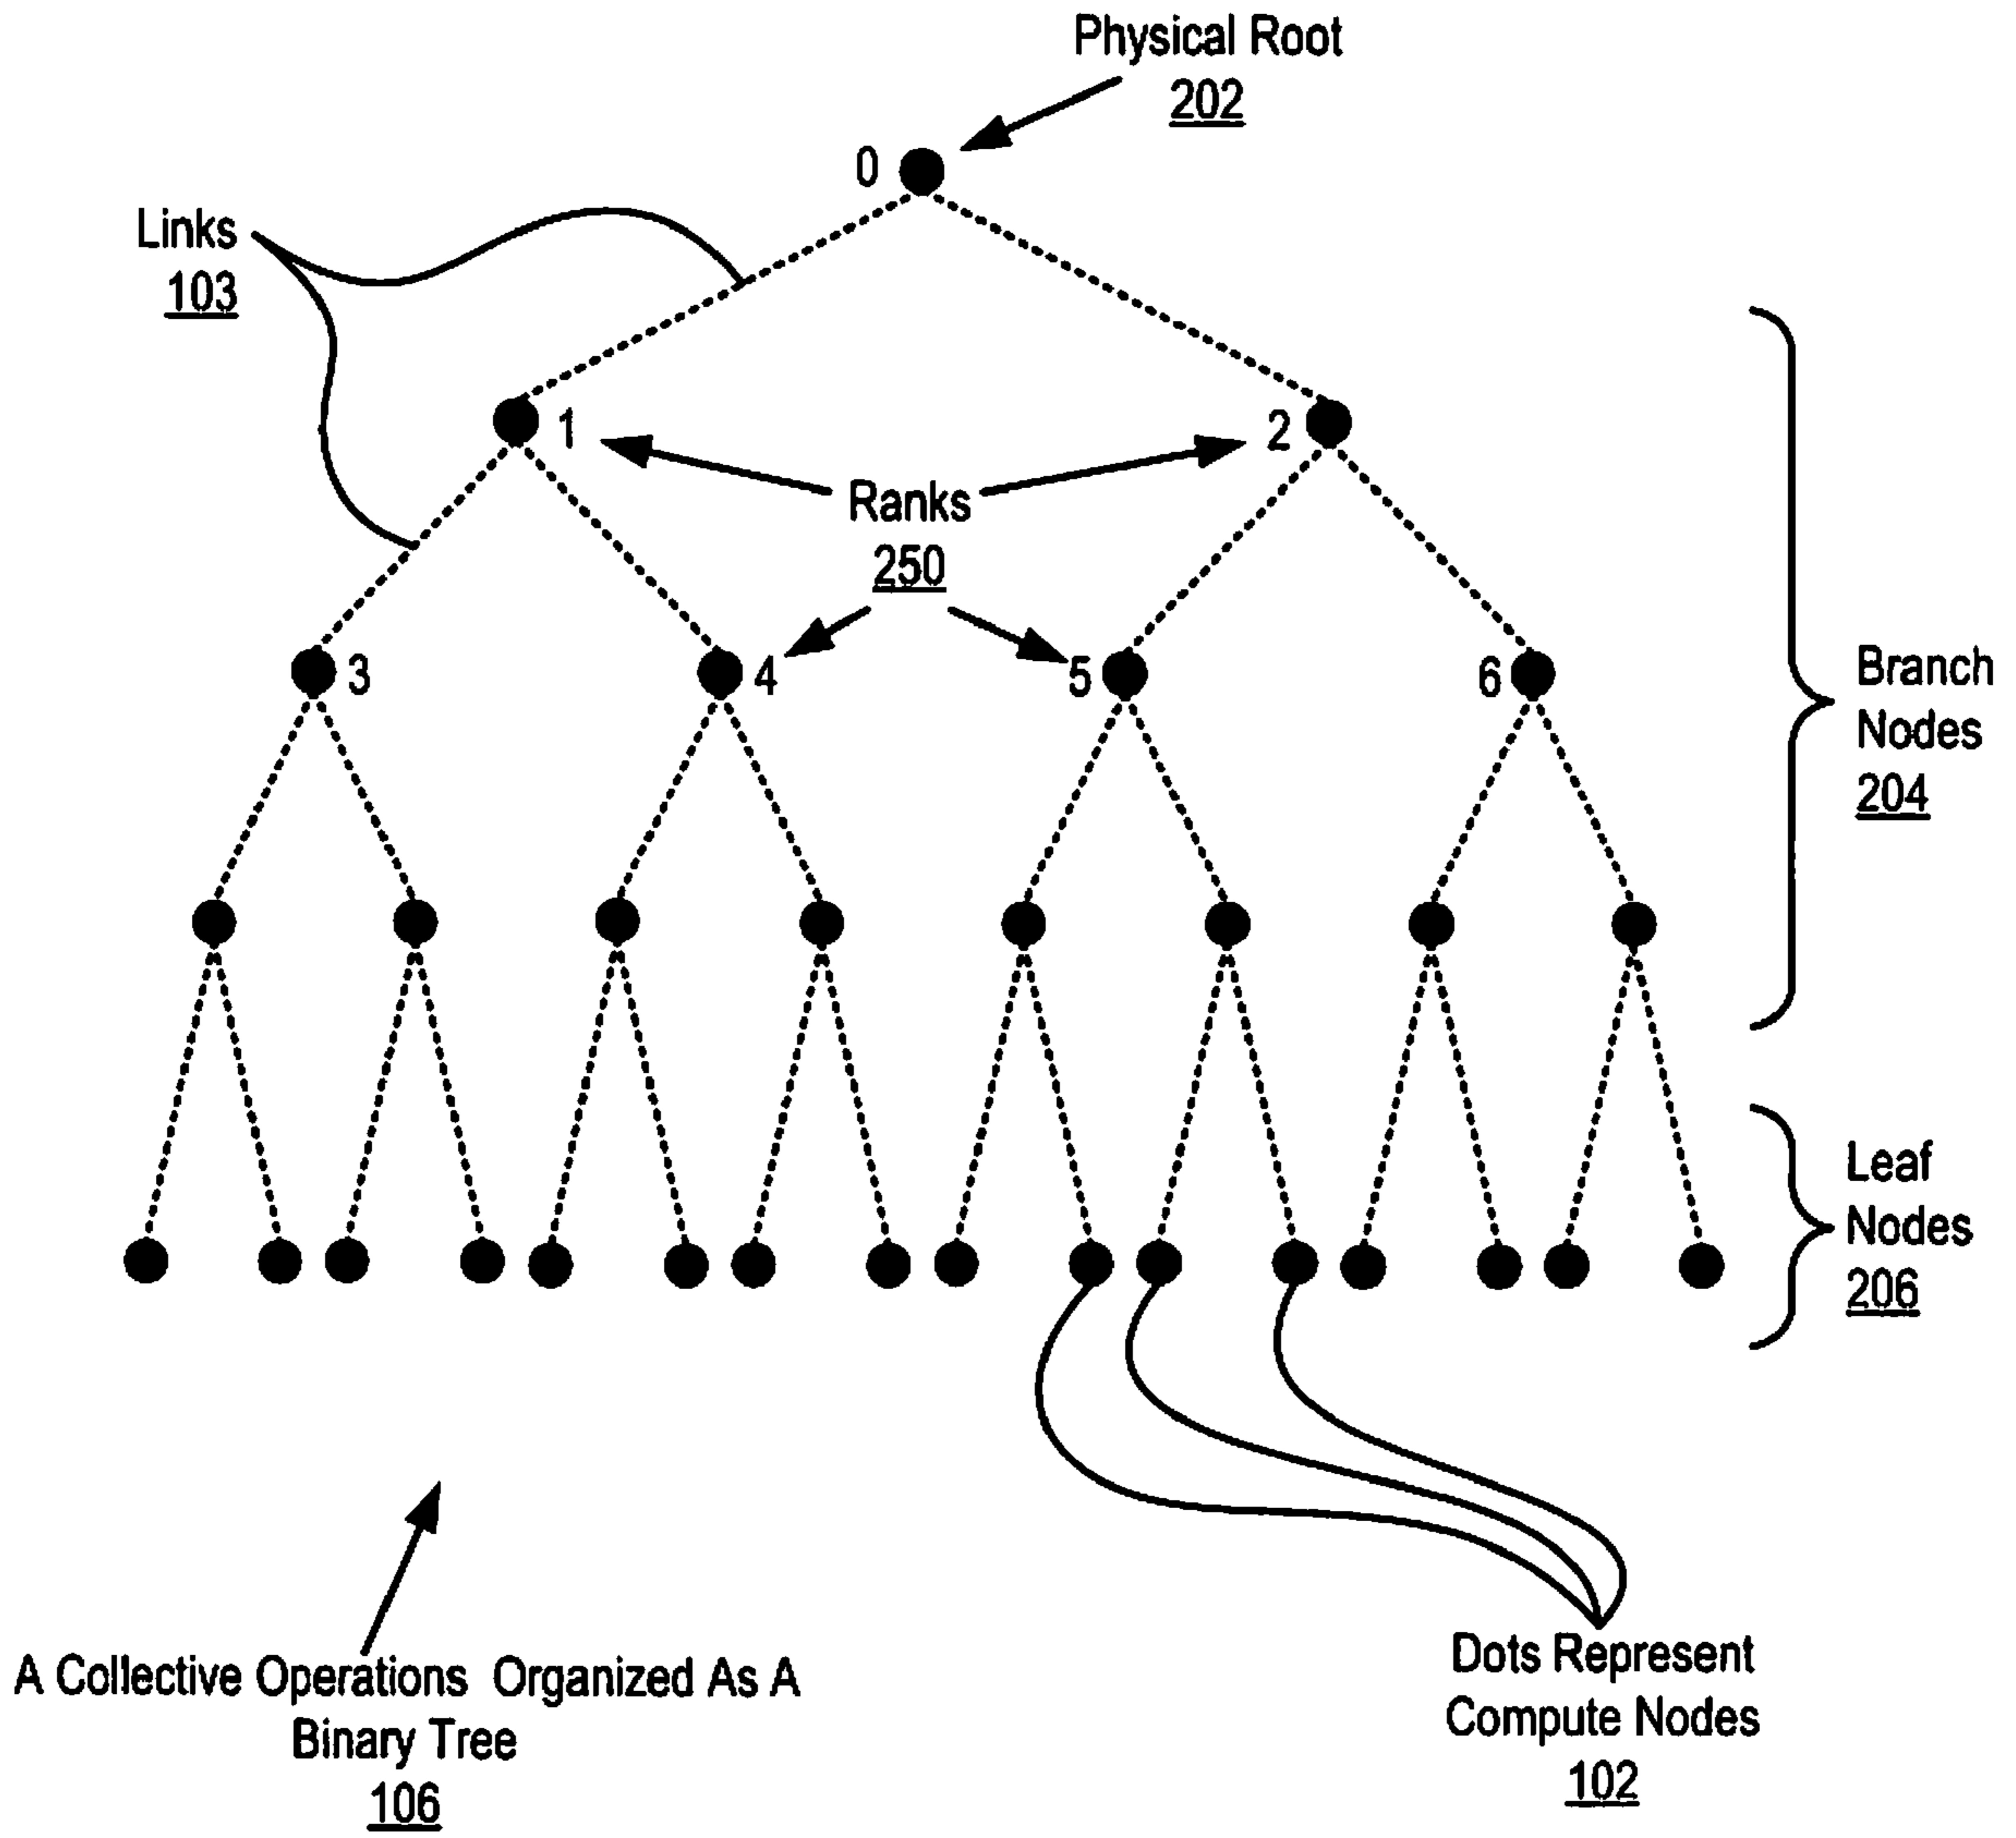 Physical Root
202
0
Links
103
1
2
Ranks
250
3
4
5
6
Branch
Nodes
204
Leaf
Nodes
206
A Collective Operations Organized As A
Binary Tree
106
Dots Represent
Compute Nodes
102